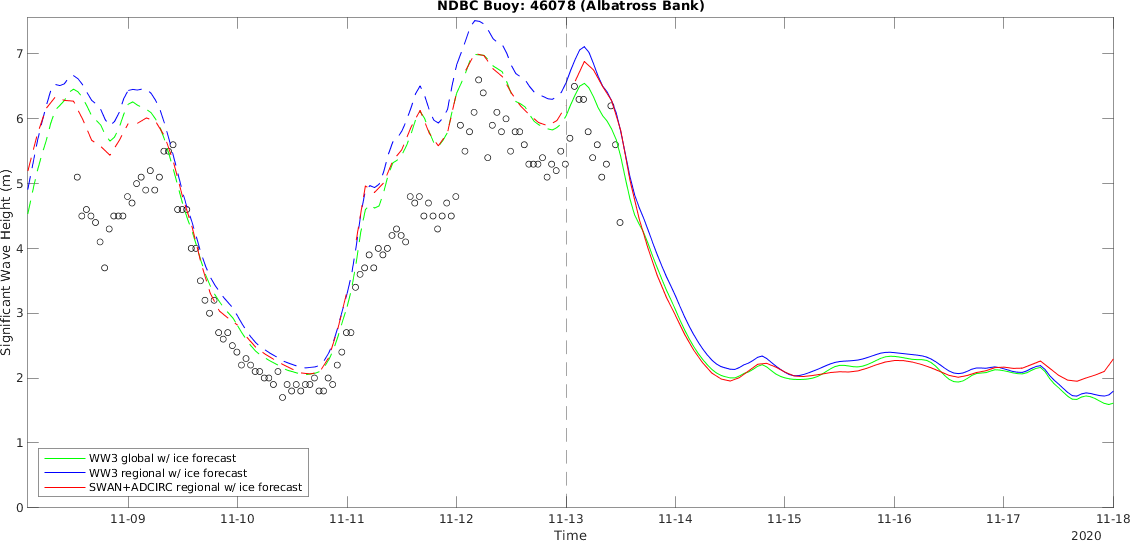 NDBC Buoy: 46078 (Albatross Bank)
Significant Wave Height (m)
7
6
5
4
3
2
1
0
WW3 global w/ ice forecast
WW3 regional w/ ice forecast
SWAN+ADCIRC regional w/ ice forecast
11-09 11-10 11-11 11-12 11-13 11-14 11-15 11-16 11-17 11-18
Time
2020